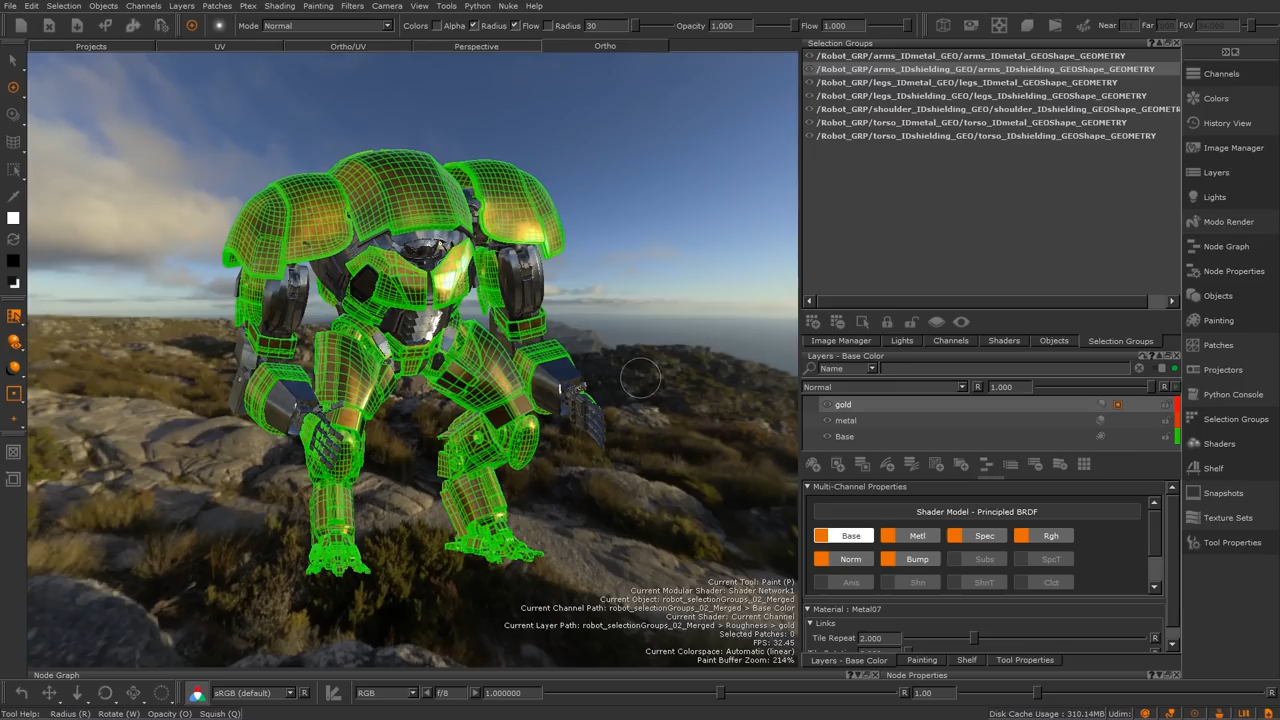 File Edit Selection Objects Channels Layers Patches Ptex Shading Painting Filters Camera View Tools Python Nuke Help
Mode Normal Colors Alpha Radius Flow Radius 30 Opacity 1.000 Flow 1.000 Near Far FoV
Projects UV Ortho/UV Perspective Ortho
Selection Groups
/Robot_GRP/arms_IDmetal_GEO/arms_IDmetal_GEOShape_GEOMETRY
/Robot_GRP/arms_IDshielding_GEO/arms_IDshielding_GEOShape_GEOMETRY
/Robot_GRP/legs_IDmetal_GEO/legs_IDmetal_GEOShape_GEOMETRY
/Robot_GRP/legs_IDshielding_GEO/legs_IDshielding_GEOShape_GEOMETRY
/Robot_GRP/shoulder_IDshielding_GEO/shoulder_IDshielding_GEOShape_GEOMETR
/Robot_GRP/torso_IDmetal_GEO/torso_IDmetal_GEOShape_GEOMETRY
/Robot_GRP/torso_IDshielding_GEO/torso_IDshielding_GEOShape_GEOMETRY
Image Manager Lights Channels Shaders Objects Selection Groups
Layers - Base Color
Name
Normal R 1.000 R
gold
metal
Base
Multi-Channel Properties
Shader Model - Principled BRDF
Base Metl Spec Rgh
Norm Bump Subs SpcT
Anis Shn ShnT Clct
Material : Metal07
Links
Tile Repeat 2.000 R
Layers - Base Color Painting Shelf Tool Properties
Channels
Colors
History View
Image Manager
Layers
Lights
Modo Render
Node Graph
Node Properties
Objects
Painting
Patches
Projects
Python Console
Selection Groups
Shaders
Shelf
Snapshots
Texture Sets
Tool Properties
Current Tool: Paint (P)
Current Modular Shader: Shader Network1
Current Object: robot_selectionGroups_02_Merged
Current Channel Path: robot_selectionGroups_02_Merged > Base Color
Current Shader: Current Channel
Current Layer Path: robot_selectionGroups_02_Merged > Roughness > gold
Selected Patches: 0
FPS: 32.45
Current Colorspace: Automatic (linear)
Paint Buffer Zoom: 214%
Node Graph Node Properties
sRGB (default) R RGB f/8 1.000000 R 1.00 R
Tool Help: Radius (R) Rotate (W) Opacity (O) Squish (Q) Disk Cache Usage : 310.14MB Udim: